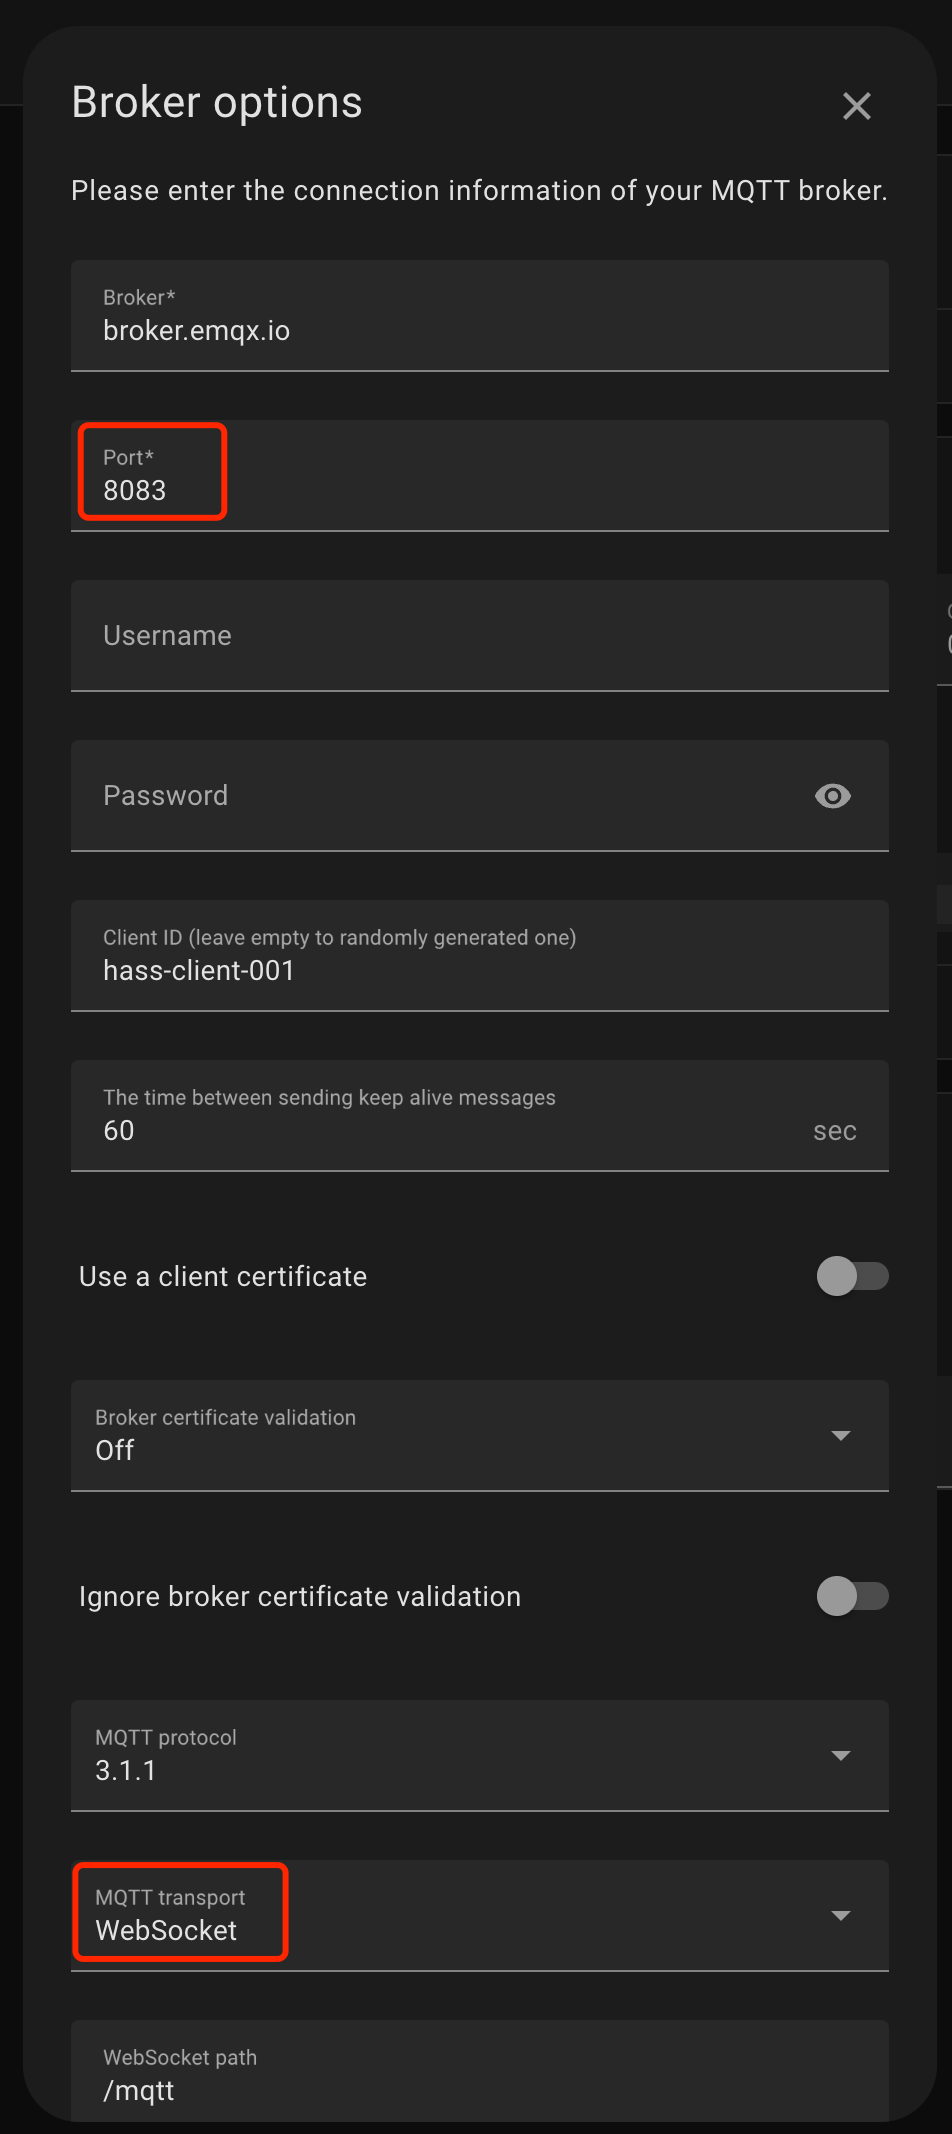 Broker options
Please enter the connection information of your MQTT broker.
Broker*
broker.emqx.io
Port*
8083
Username
Password
Client ID (leave empty to randomly generated one)
hass-client-001
The time between sending keep alive messages
60 sec
Use a client certificate
Broker certificate validation
Off
Ignore broker certificate validation
MQTT protocol
3.1.1
MQTT transport
WebSocket
WebSocket path
/mqtt